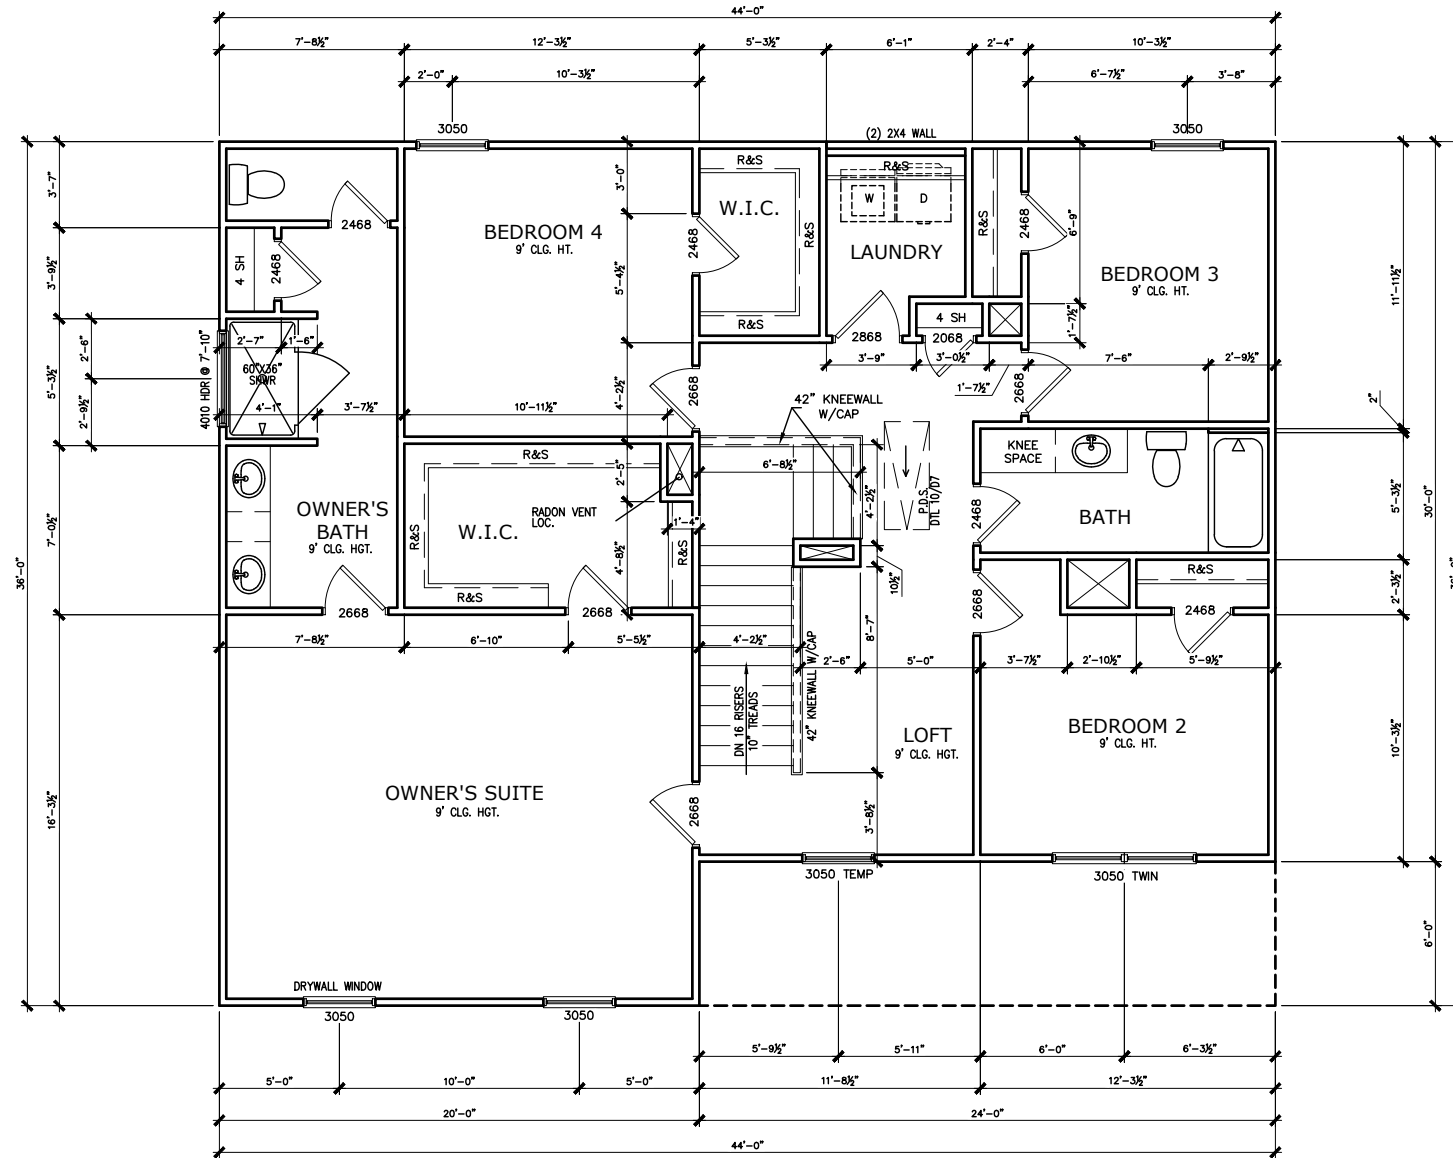 44'-0"
7'-8½"
12'-3½"
5'-3½"
6'-1"
2'-4"
10'-3½"
2'-0"
10'-3½"
6'-7½"
3'-8"
3050
(2) 2X4 WALL
3050
R&S
R&S
3'-7"
3'-0"
W.I.C.
W
D
2468
BEDROOM 4
9' CLG. HT.
R&S
LAUNDRY
R&S
2468
6'-9"
BEDROOM 3
9' CLG. HT.
11'-11½"
3'-9½"
4 SH
2468
2468
5'-4½"
R&S
4 SH
2868
2068
1'-7½"
2'-6"
5'-3½"
2'-9½"
4010 HDR @ 7'-10"
2'-7"
1'-6"
60"X36"
SHWR
4'-1"
3'-7½"
10'-11½"
4'-2½"
2668
3'-9"
3'-0½"
1'-7½"
2668
7'-6"
2'-9½"
42" KNEEWALL
W/CAP
2"
R&S
6'-8½"
KNEE
SPACE
2'-5"
OWNER'S
BATH
9' CLG. HGT.
R&S
W.I.C.
RADON VENT
LOC.
1'-4"
4'-2½"
P.D.S.
DTL 10/D7
2468
BATH
5'-3½"
30'-0"
7'-0½"
36'-0"
4'-8½"
R&S
10½"
R&S
2'-3½"
R&S
2668
2668
2668
2468
7'-8½"
6'-10"
5'-5½"
4'-2½"
8'-7"
2'-6"
5'-0"
3'-7½"
2'-10½"
5'-9½"
DN 16 RISERS
10" TREADS
42" KNEEWALL W/CAP
LOFT
9' CLG. HGT.
BEDROOM 2
9' CLG. HT.
10'-3½"
OWNER'S SUITE
9' CLG. HGT.
2668
3'-8½"
16'-3½"
3050 TEMP
3050 TWIN
6'-0"
DRYWALL WINDOW
3050
3050
5'-9½"
5'-11"
6'-0"
6'-3½"
5'-0"
10'-0"
5'-0"
11'-8½"
12'-3½"
20'-0"
24'-0"
44'-0"